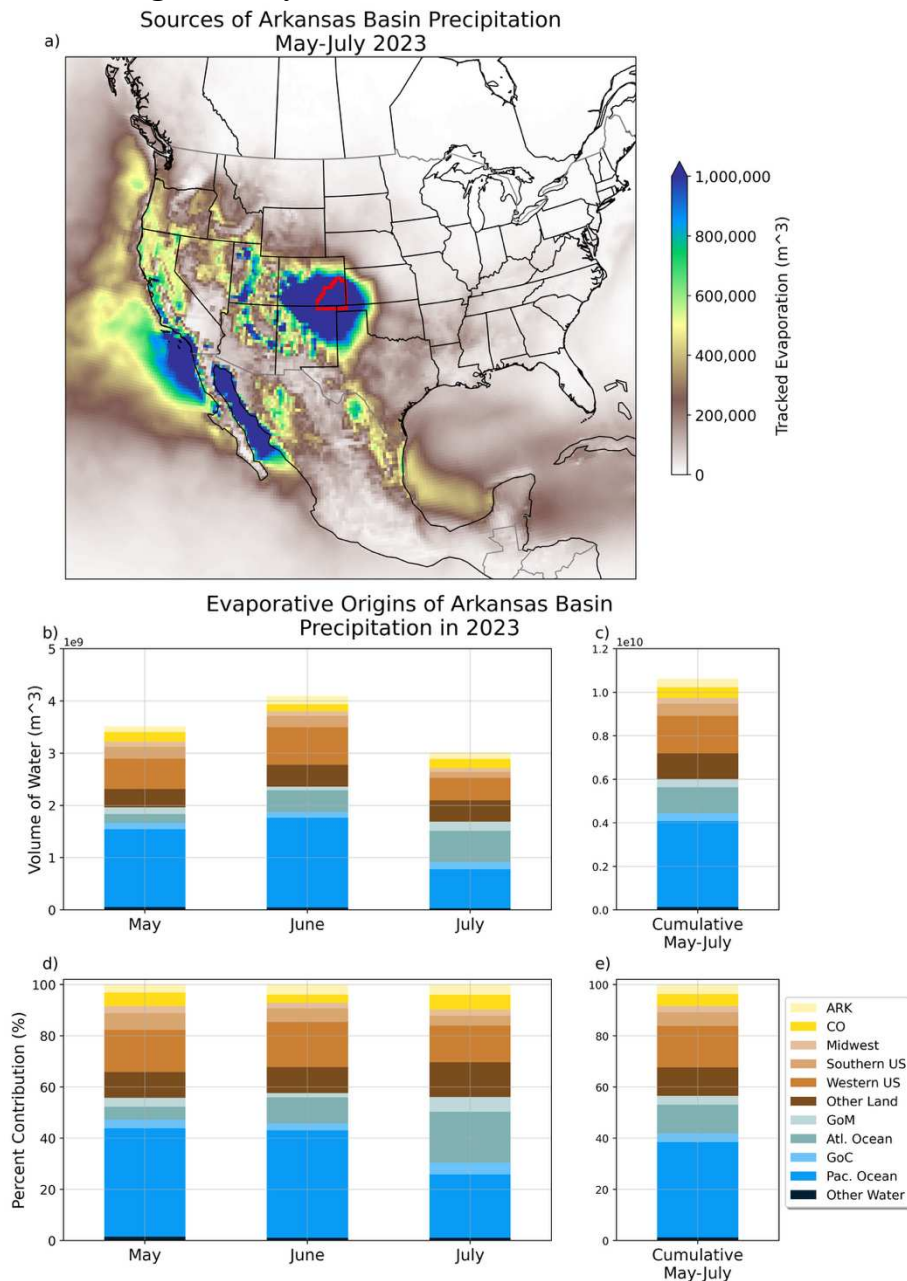 Sources of Arkansas Basin Precipitation
May-July 2023
a)
1,000,000
800,000
600,000
400,000
200,000
0
Tracked Evaporation (m^3)
Evaporative Origins of Arkansas Basin
Precipitation in 2023
b)
1e9
5
4
3
2
1
0
Volume of Water (m^3)
May
June
July
c)
1e10
1.2
1.0
0.8
0.6
0.4
0.2
0.0
Cumulative
May-July
d)
100
80
60
40
20
0
Percent Contribution (%)
May
June
July
e)
100
80
60
40
20
0
Cumulative
May-July
ARK
CO
Midwest
Southern US
Western US
Other Land
GoM
Atl. Ocean
GoC
Pac. Ocean
Other Water